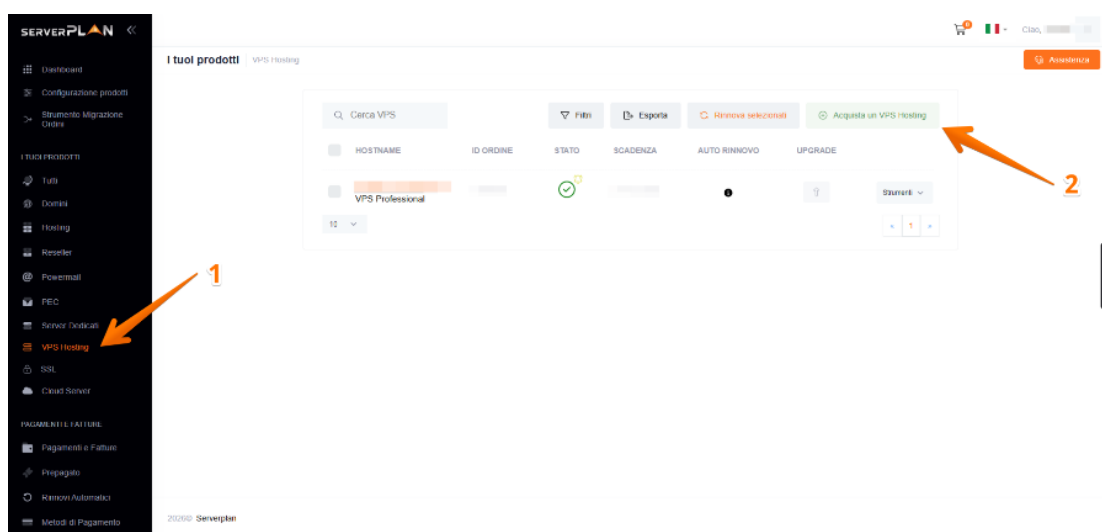 SERVERPLAN «
0
Ciao,
Dashboard
Configurazione prodotti
Strumento Migrazione
Ordini
I TUOI PRODOTTI
Tutti
Domini
Hosting
Reseller
Powermail
PEC
Server Dedicati
VPS Hosting
SSL
Cloud Server
PAGAMENTI E FATTURE
Pagamenti e Fatture
Prepagato
Rinnovi Automatici
Metodi di Pagamento
I tuoi prodotti VPS Hosting
Assistenza
Cerca VPS
Filtri
Esporta
Rinnova selezionati
Acquista un VPS Hosting
HOSTNAME ID ORDINE STATO SCADENZA AUTO RINNOVO UPGRADE
VPS Professional
Strumenti
10
« 1 »
1
2
2026© Serverplan